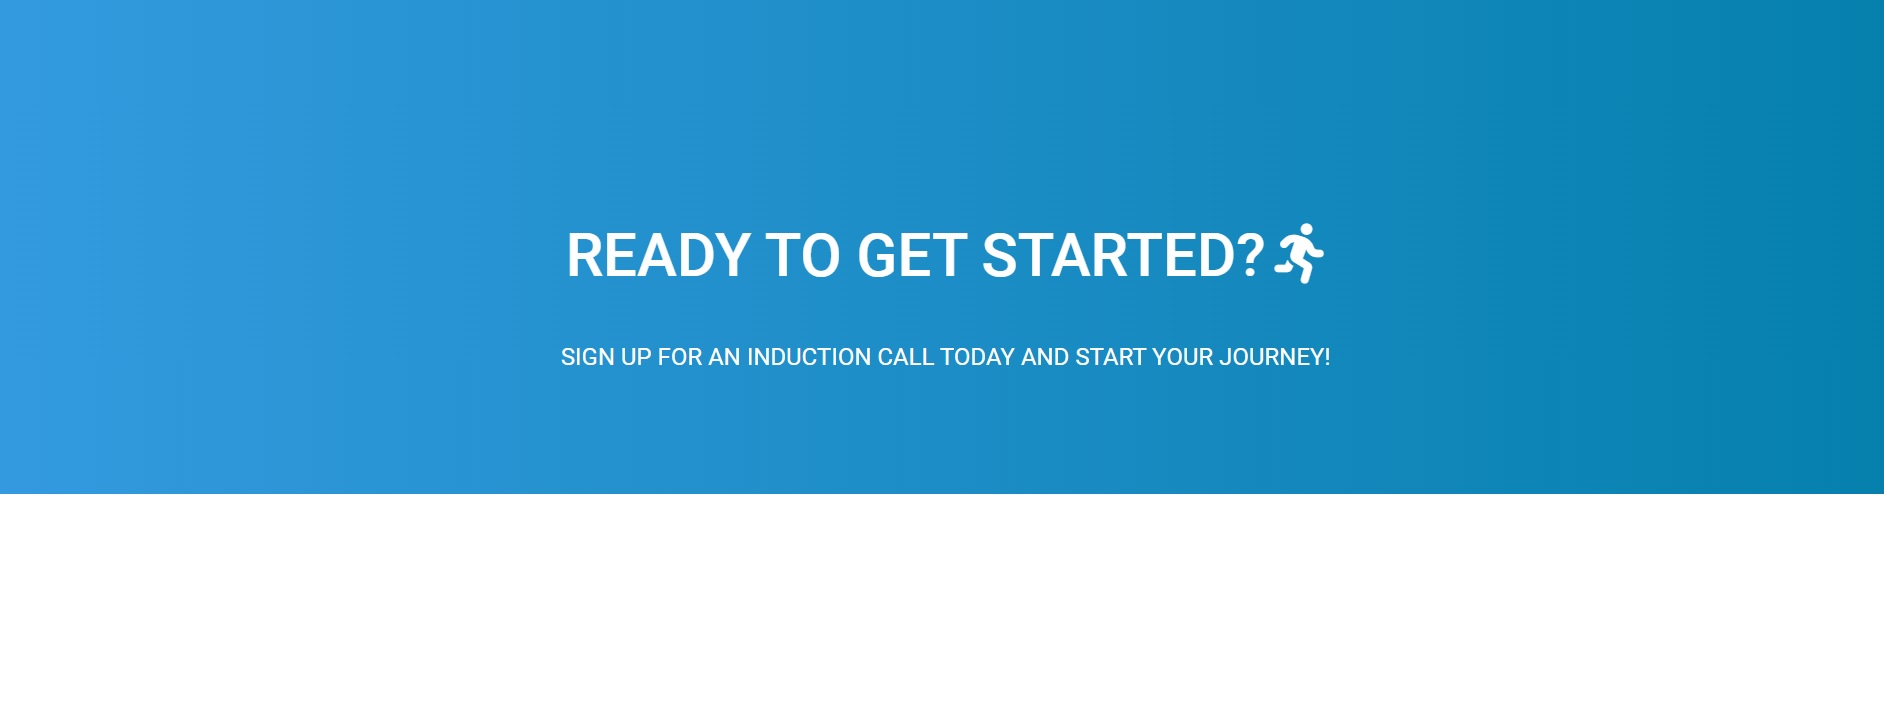 READY TO GET STARTED?
SIGN UP FOR AN INDUCTION CALL TODAY AND START YOUR JOURNEY!